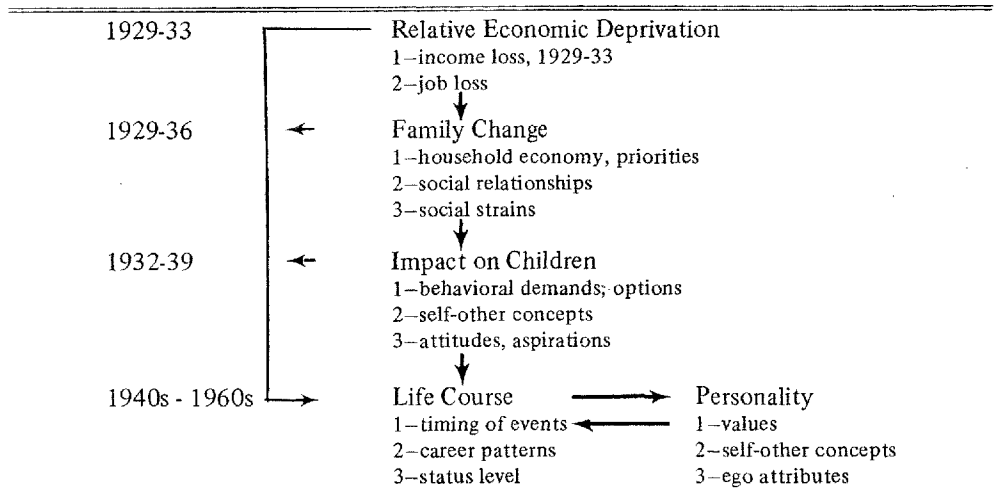 1929-33 Relative Economic Deprivation
1–income loss, 1929-33
2–job loss
1929-36 Family Change
1–household economy, priorities
2–social relationships
3–social strains
1932-39 Impact on Children
1–behavioral demands; options
2–self-other concepts
3–attitudes, aspirations
1940s - 1960s Life Course Personality
1–timing of events 1–values
2–career patterns 2–self-other concepts
3–status level 3–ego attributes